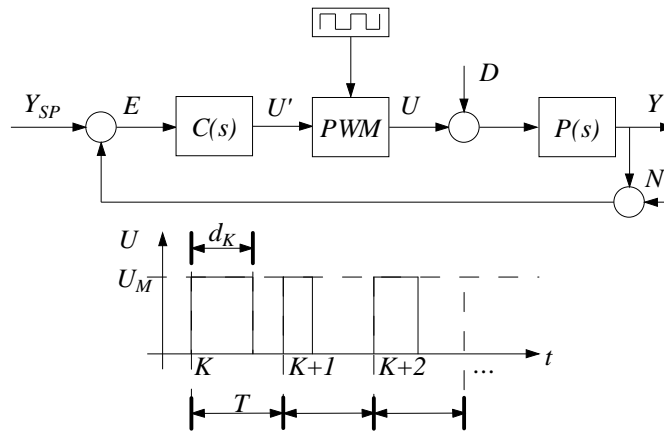 D
Y_SP E C(s) U' PWM U P(s) Y
N
U d_K
U_M
K K+1 K+2 ... t
T